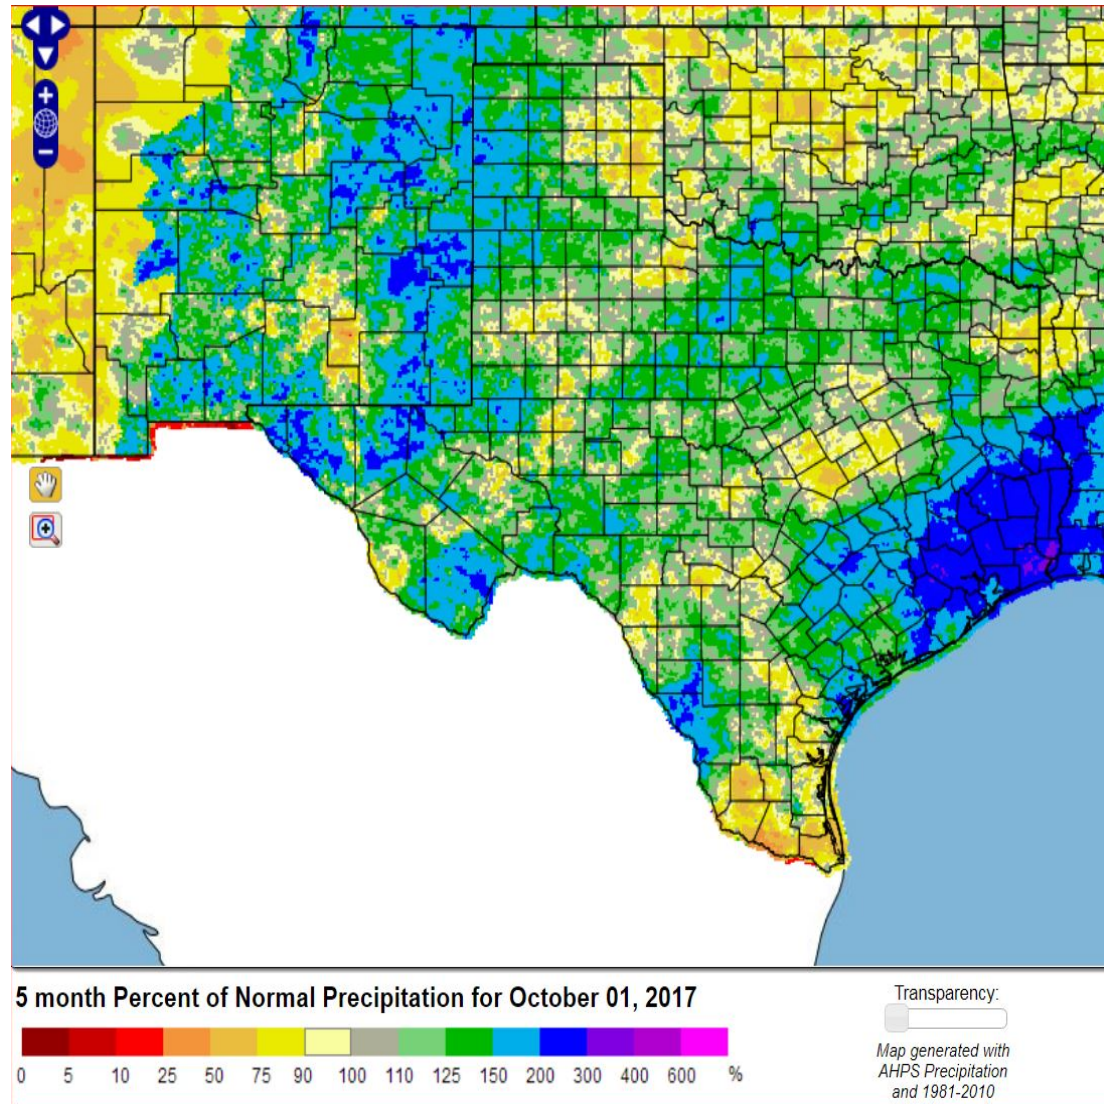 5 month Percent of Normal Precipitation for October 01, 2017
0 5 10 25 50 75 90 100 110 125 150 200 300 400 600 %
Transparency:
Map generated with
AHPS Precipitation
and 1981-2010